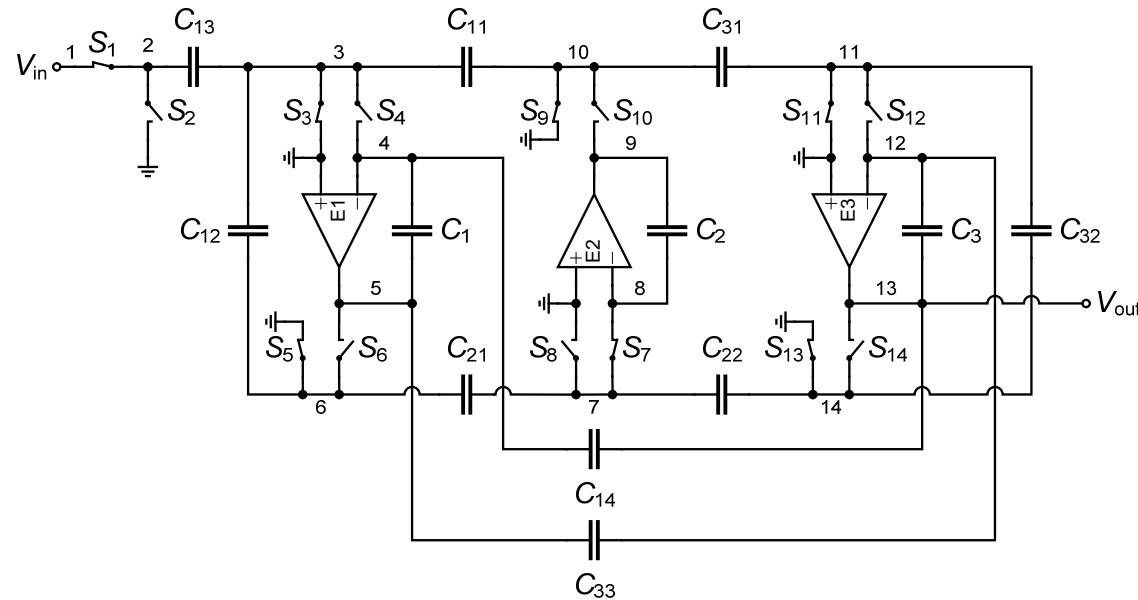 C13 C11 C31
Vin 1 S1 2 3 10 11
S2 S3 S4 S9 S10 S11 S12
4 9 12
+ E1 − + E3 −
C12 C1 + E2 − C2 C3 C32
5 8 13 Vout
S5 S6 S8 S7 S13 S14
C21 C22
6 7 14
C14
C33